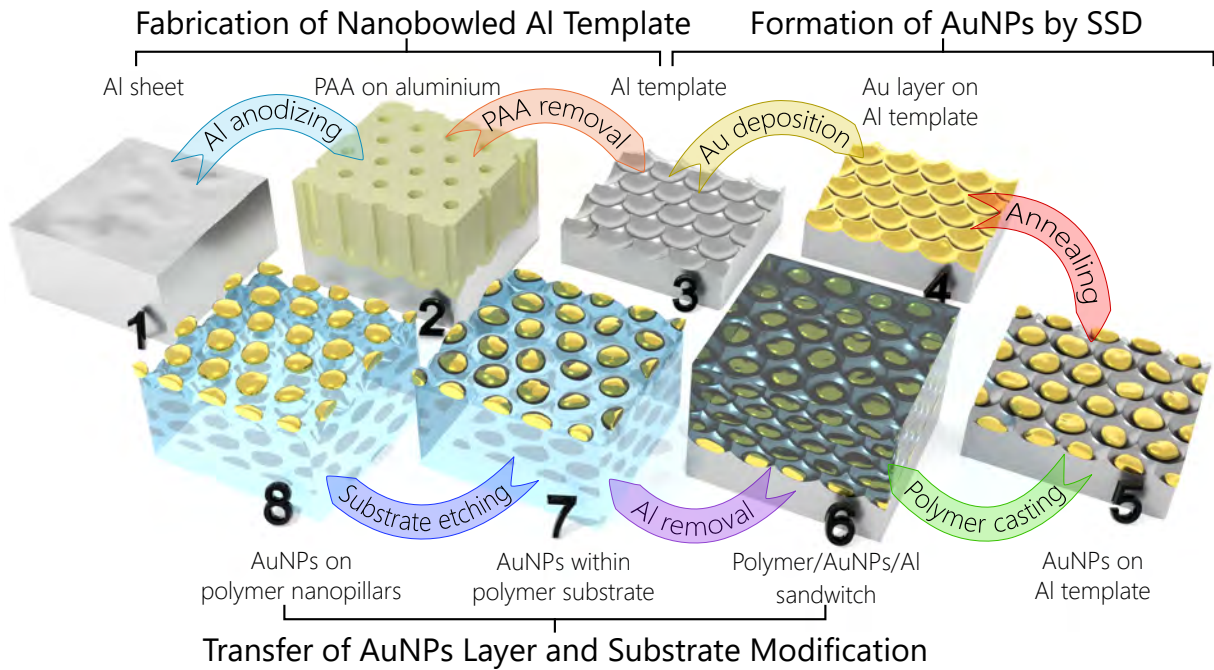 Fabrication of Nanobowled Al Template
Formation of AuNPs by SSD
Al sheet
PAA on aluminium
Al template
Au layer on
Al template
Al anodizing
PAA removal
Au deposition
Annealing
1
2
3
4
8
7
6
5
Substrate etching
Al removal
Polymer casting
AuNPs on
polymer nanopillars
AuNPs within
polymer substrate
Polymer/AuNPs/Al
sandwitch
AuNPs on
Al template
Transfer of AuNPs Layer and Substrate Modification